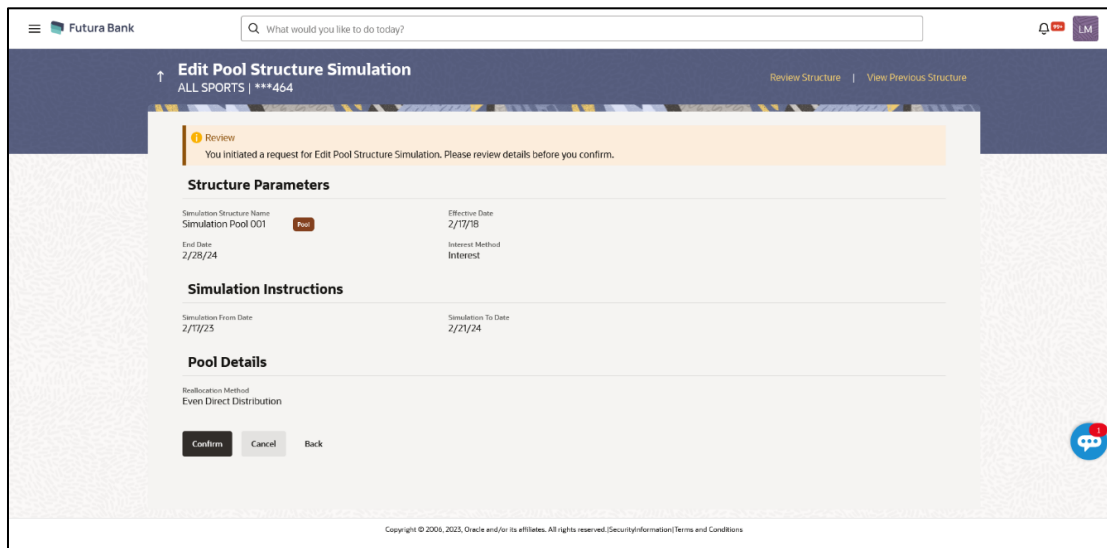 Futura Bank
What would you like to do today?
99+
LM
Edit Pool Structure Simulation
ALL SPORTS | ***464
Review Structure | View Previous Structure
Review
You initiated a request for Edit Pool Structure Simulation. Please review details before you confirm.
Structure Parameters
Simulation Structure Name
Simulation Pool 001
Pool
Effective Date
2/17/18
End Date
2/28/24
Interest Method
Interest
Simulation Instructions
Simulation From Date
2/17/23
Simulation To Date
2/21/24
Pool Details
Reallocation Method
Even Direct Distribution
Confirm
Cancel
Back
1
Copyright © 2006, 2023, Oracle and/or its affiliates. All rights reserved.|SecurityInformation|Terms and Conditions